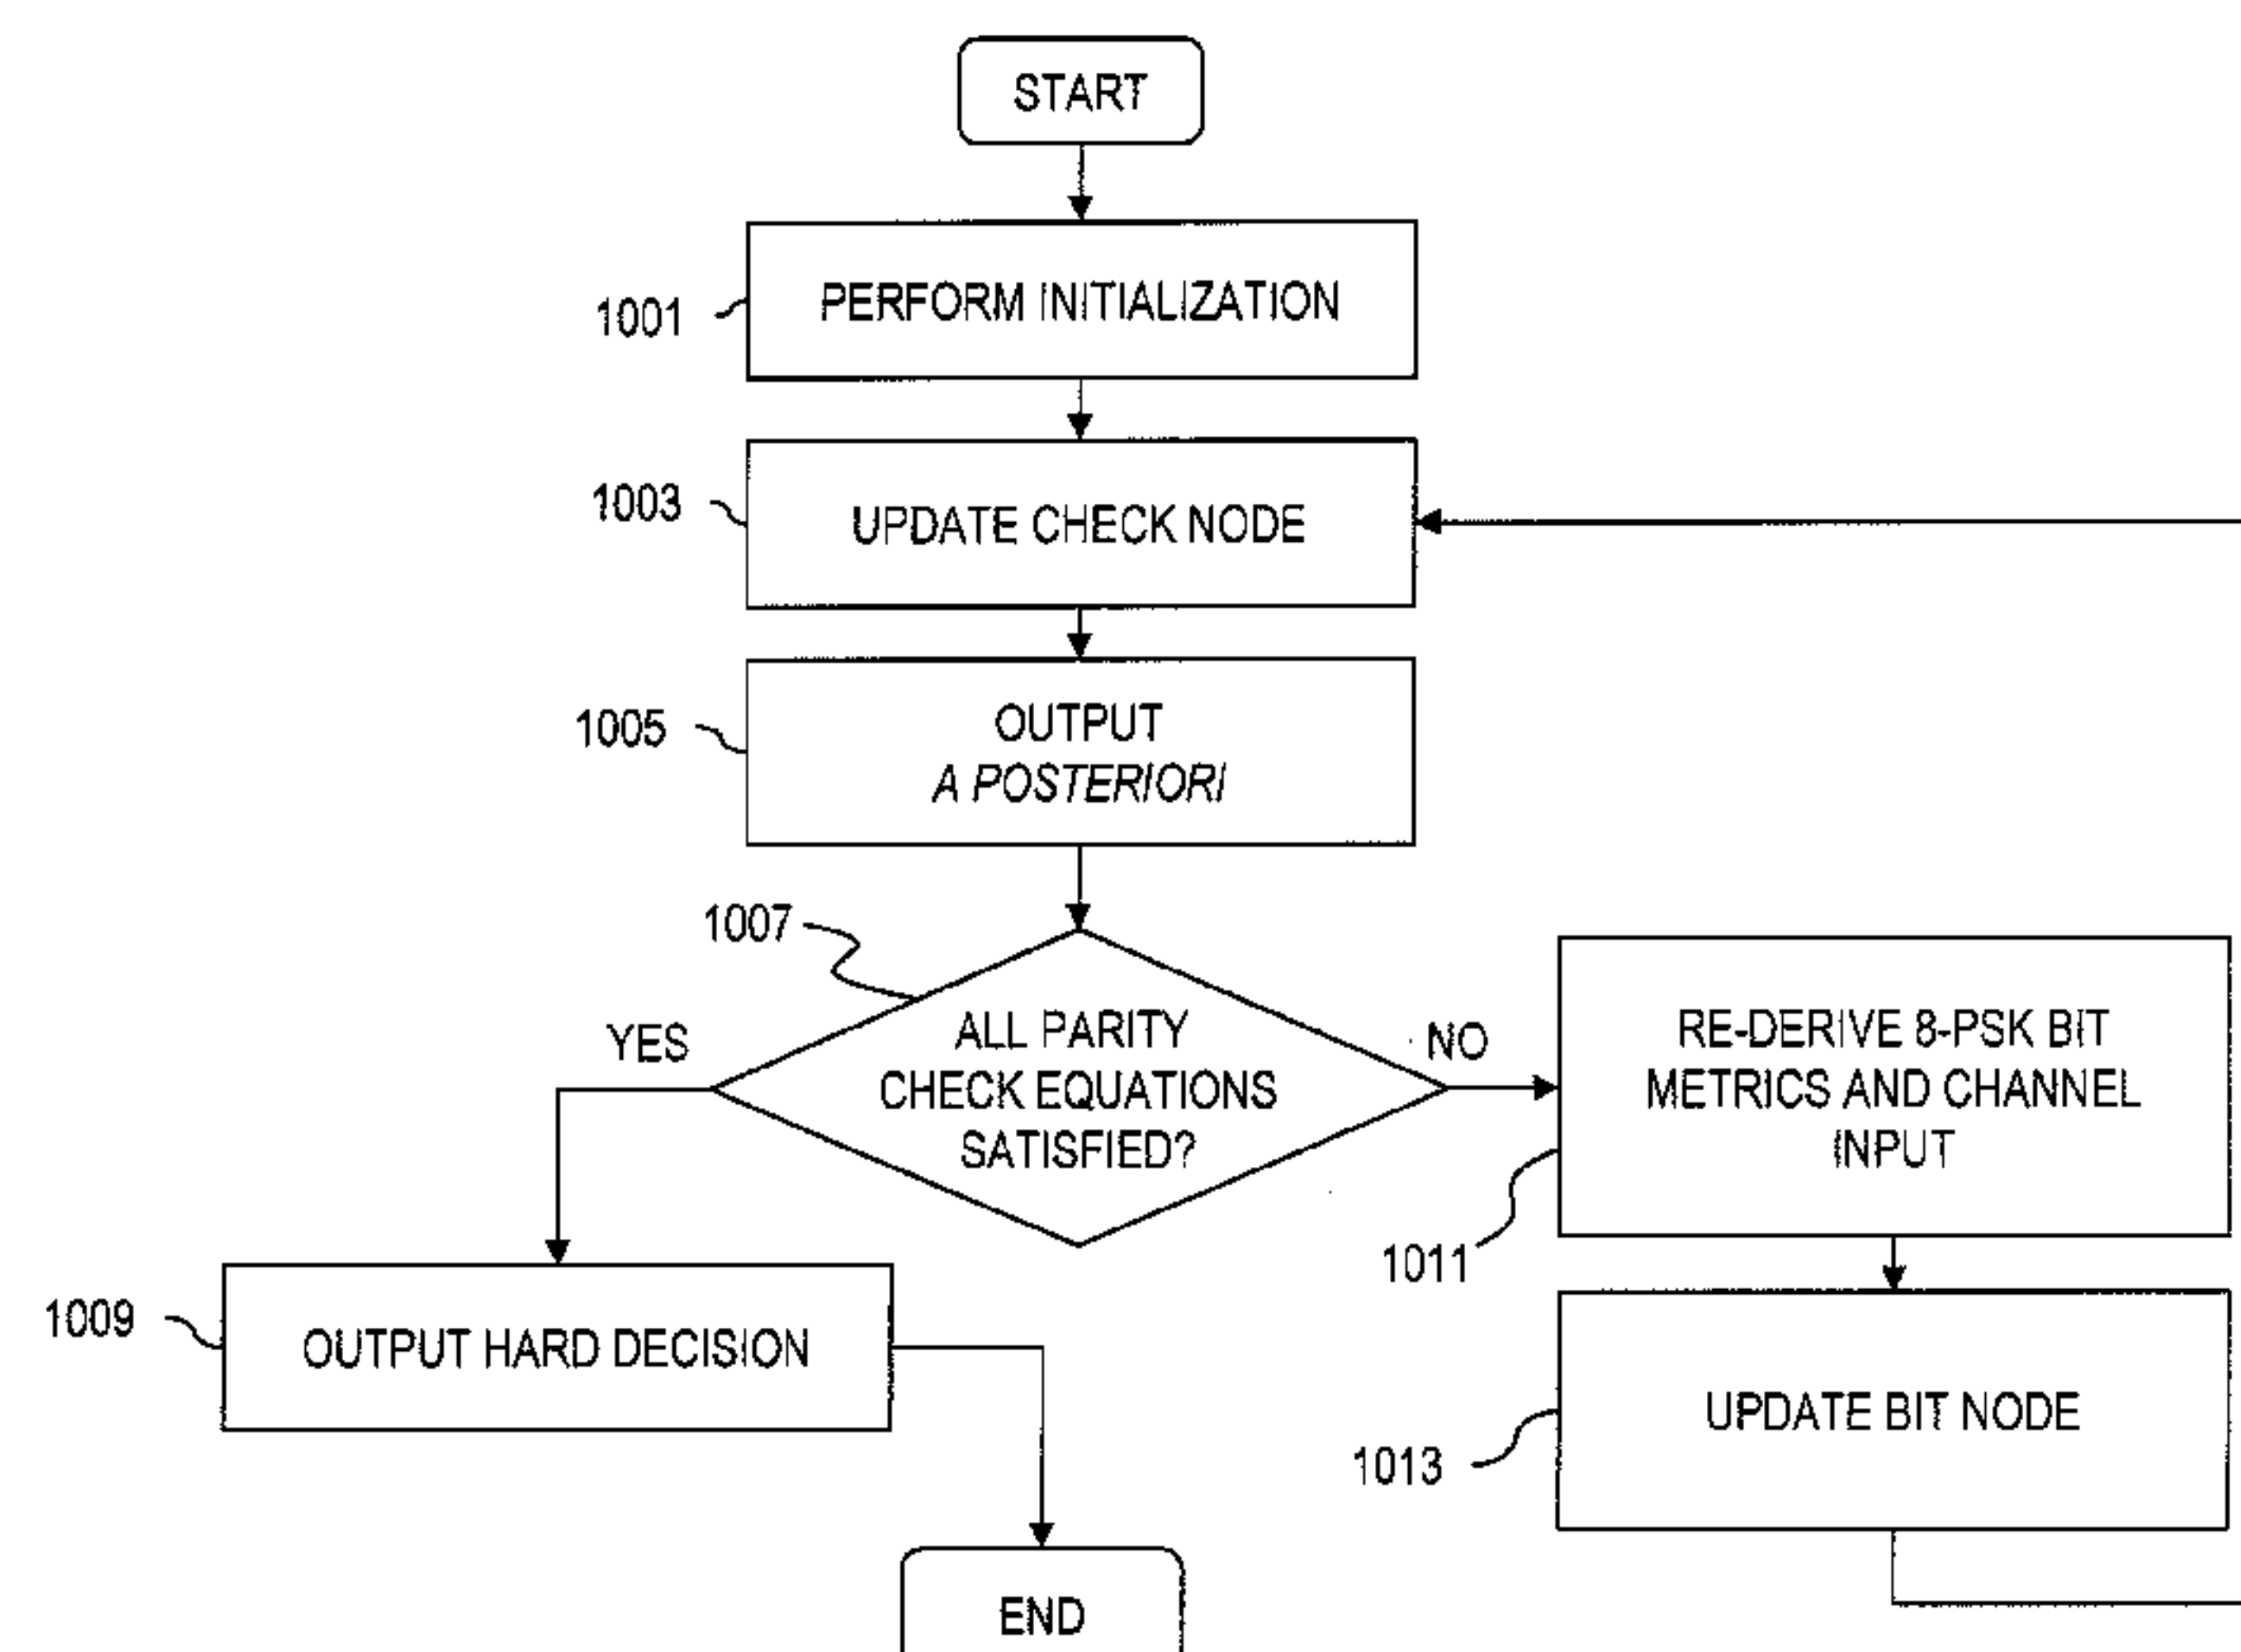 START
1001
PERFORM INITIALIZATION
1003
UPDATE CHECK NODE
1005
OUTPUT
A POSTERIORI
1007
YES
ALL PARITY
CHECK EQUATIONS
SATISFIED?
NO
RE-DERIVE 8-PSK BIT
METRICS AND CHANNEL
INPUT
1011
1009
OUTPUT HARD DECISION
UPDATE BIT NODE
1013
END